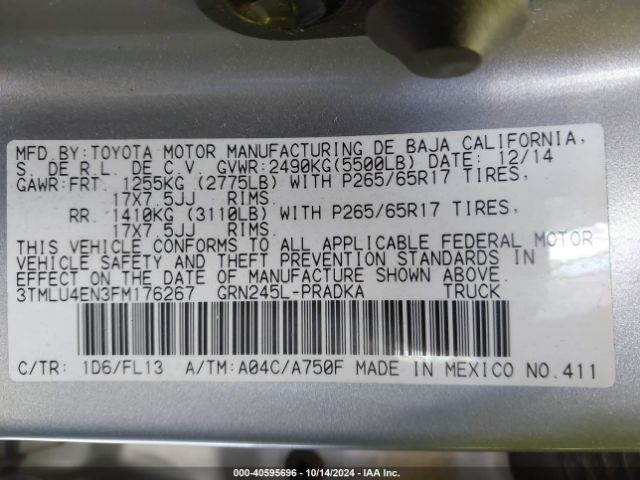 MFD.BY:TOYOTA MOTOR MANUFACTURING DE BAJA CALIFORNIA,
S. DE R.L. DE C.V. GVWR:2490KG(5500LB) DATE: 12/14
GAWR:FRT. 1255KG (2775LB) WITH P265/65R17 TIRES,
17X7.5JJ RIMS.
RR. 1410KG (3110LB) WITH P265/65R17 TIRES,
17X7.5JJ RIMS.
THIS VEHICLE CONFORMS TO ALL APPLICABLE FEDERAL MOTOR
VEHICLE SAFETY AND THEFT PREVENTION STANDARDS IN
EFFECT ON THE DATE OF MANUFACTURE SHOWN ABOVE.
3TMLU4EN3FM176267 GRN245L-PRADKA TRUCK
C/TR: 1D6/FL13 A/TM:A04C/A750F MADE IN MEXICO NO.411
000-40595696 - 10/14/2024 - IAA Inc.